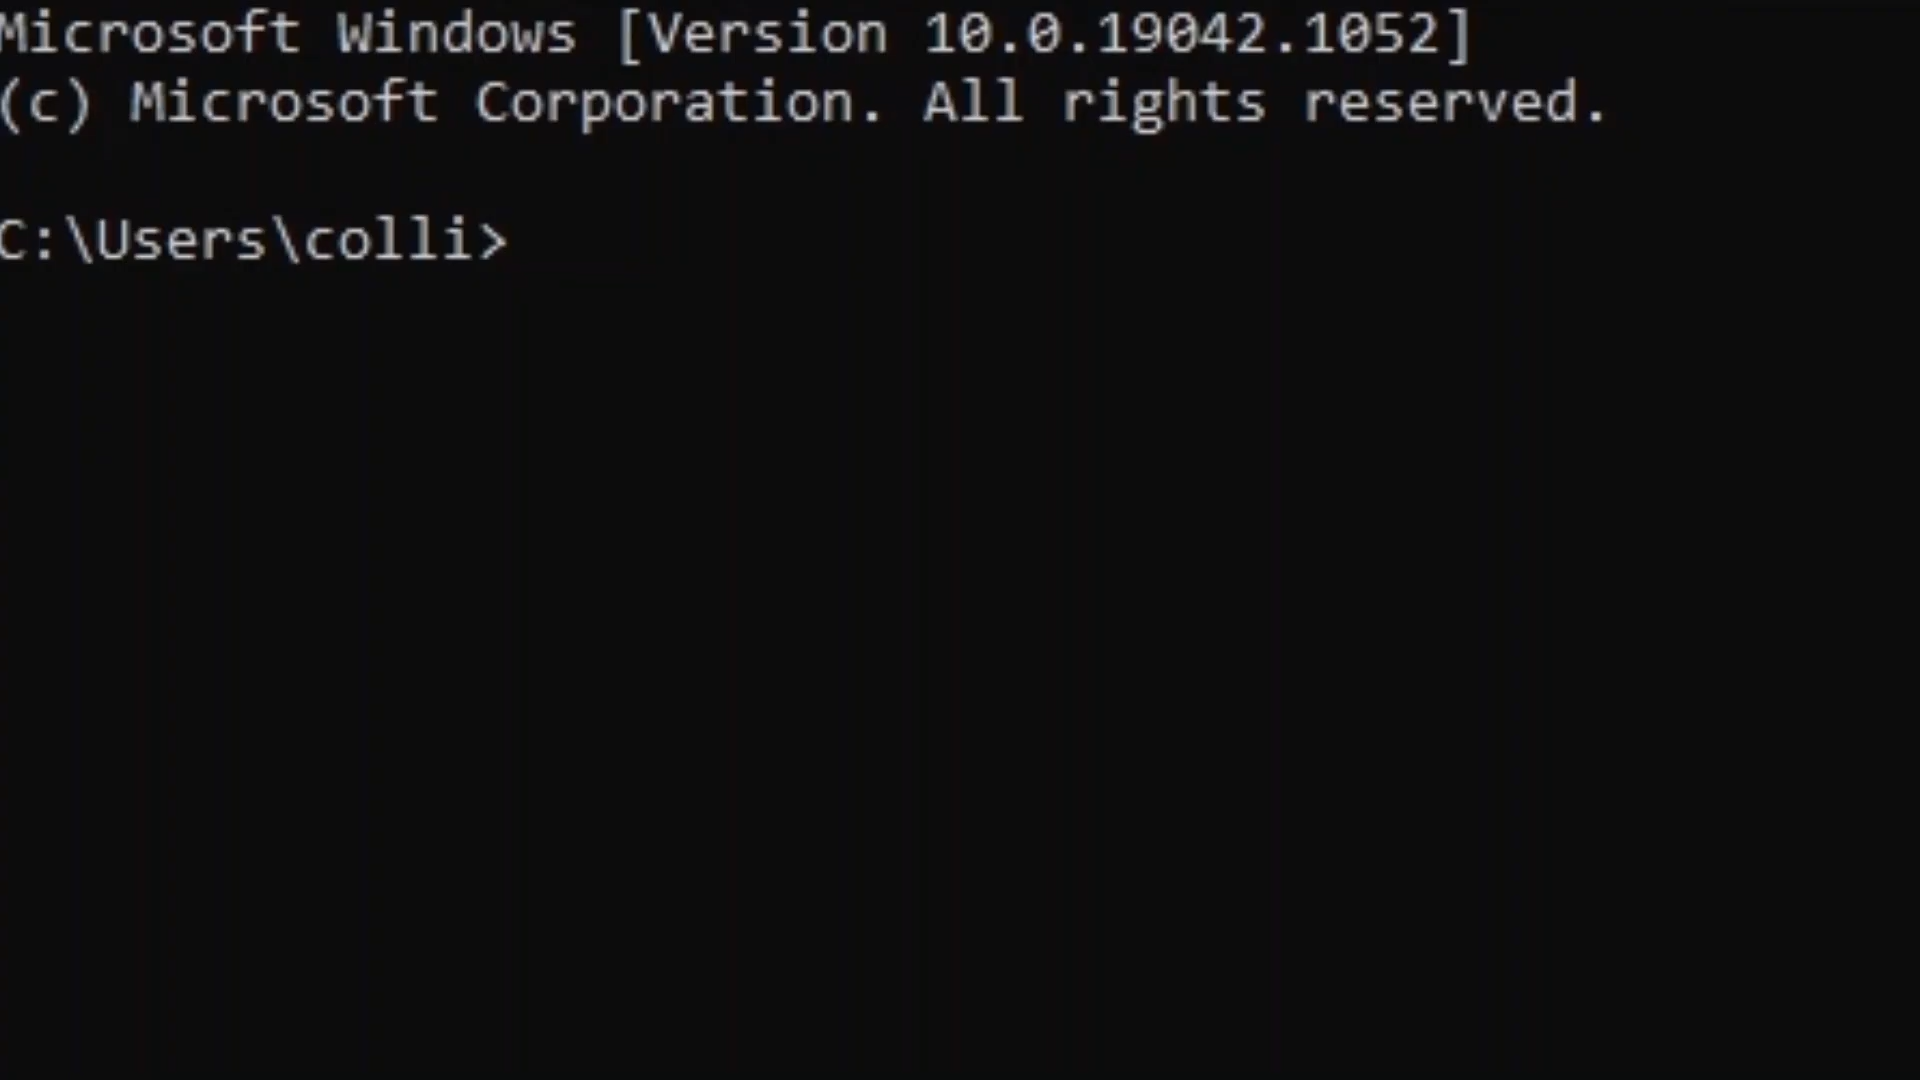 Microsoft Windows [Version 10.0.19042.1052]
(c) Microsoft Corporation. All rights reserved.
C:\Users\colli>